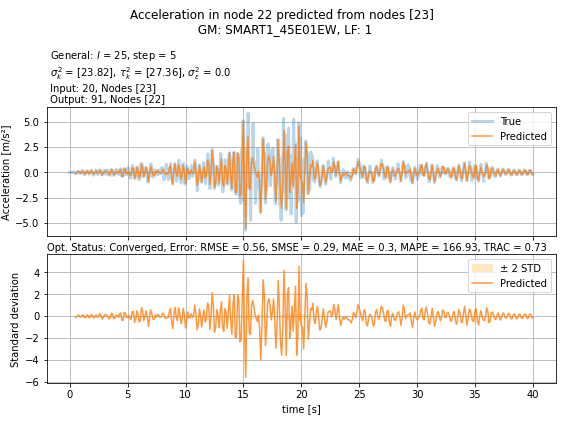 Acceleration in node 22 predicted from nodes [23]
GM: SMART1_45E01EW, LF: 1
General: l = 25, step = 5
σ²ₖ = [23.82], τ²ₖ = [27.36], σ²ε = 0.0
Input: 20, Nodes [23]
Output: 91, Nodes [22]
Acceleration [m/s²]
5.0
2.5
0.0
−2.5
−5.0
True
Predicted
Opt. Status: Converged, Error: RMSE = 0.56, SMSE = 0.29, MAE = 0.3, MAPE = 166.93, TRAC = 0.73
Standard deviation
4
2
0
−2
−4
−6
± 2 STD
Predicted
0 5 10 15 20 25 30 35 40
time [s]